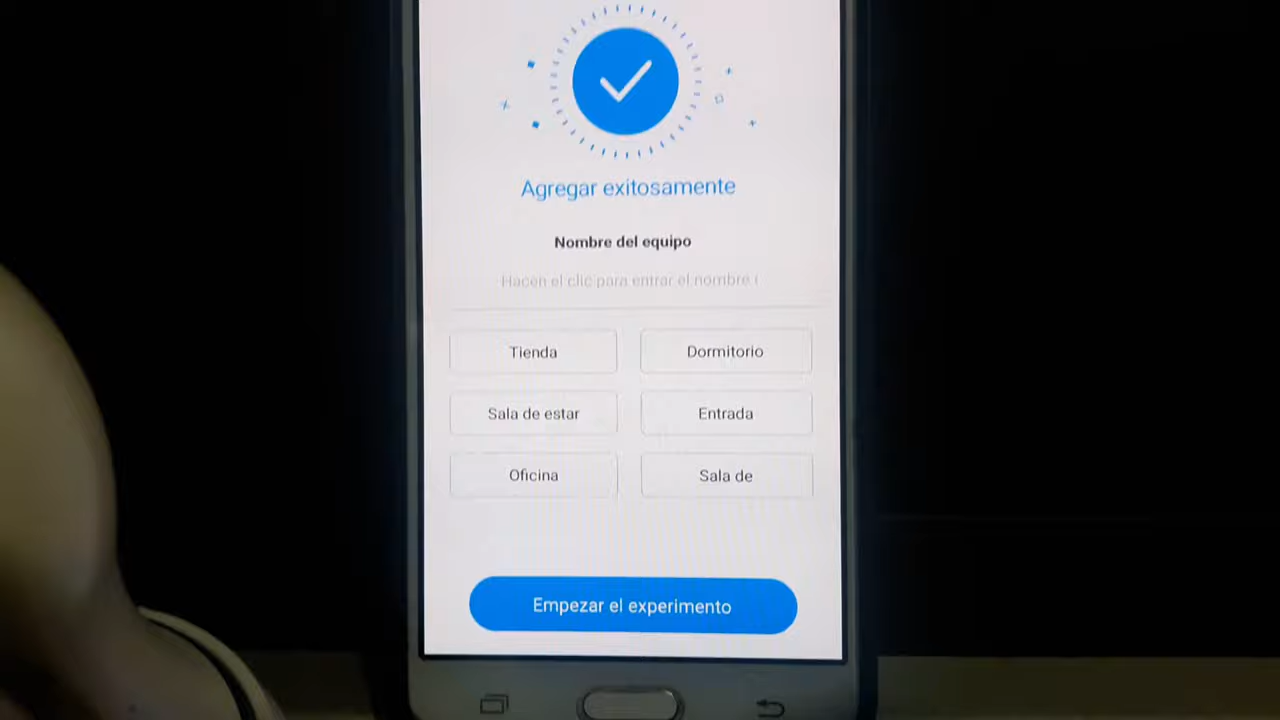 Agregar exitosamente
Nombre del equipo
Hacen el clic para entrar el nombre
Tienda
Dormitorio
Sala de estar
Entrada
Oficina
Sala de
Empezar el experimento